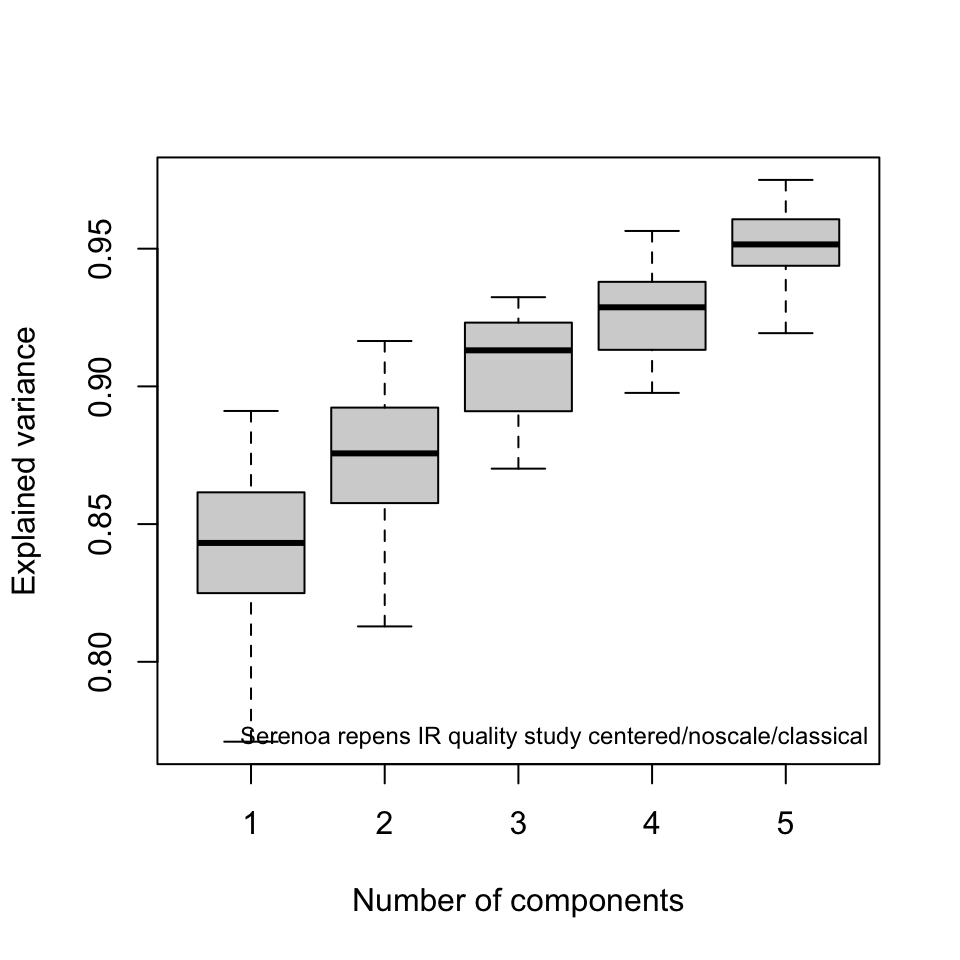 Explained variance
0.95
0.90
0.85
0.80
Serenoa repens IR quality study centered/noscale/classical
1 2 3 4 5
Number of components